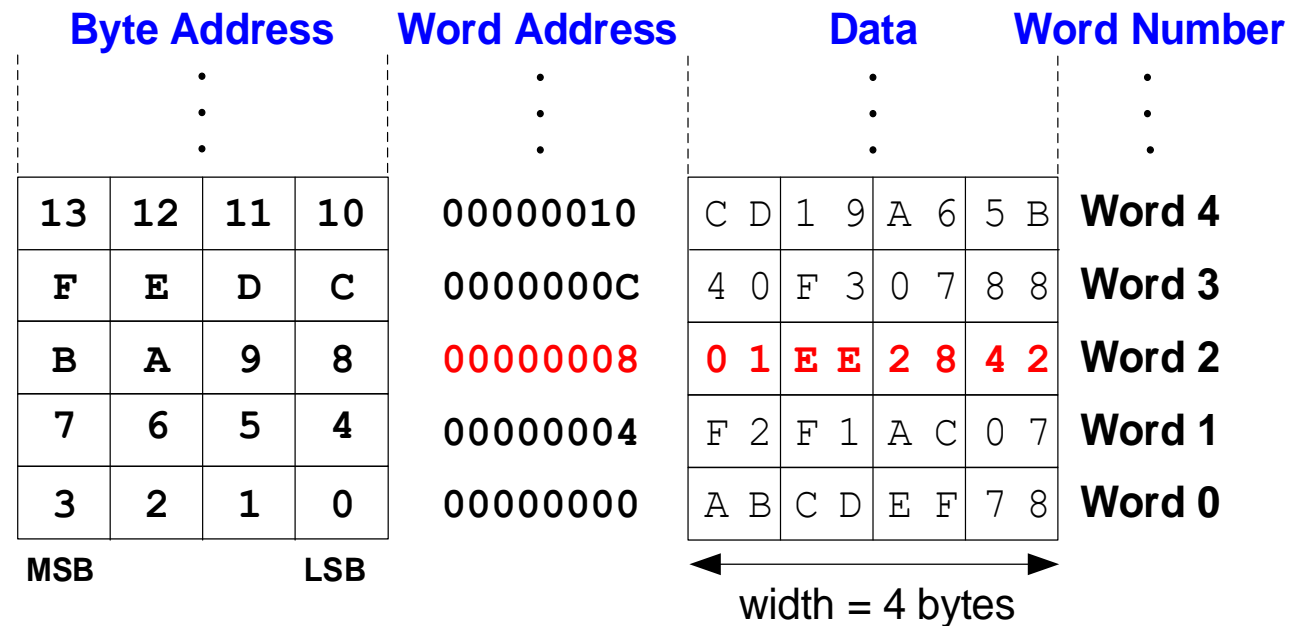 Byte Address Word Address Data Word Number
13 12 11 10 00000010 C D 1 9 A 6 5 B Word 4
F E D C 0000000C 4 0 F 3 0 7 8 8 Word 3
B A 9 8 00000008 0 1 E E 2 8 4 2 Word 2
7 6 5 4 00000004 F 2 F 1 A C 0 7 Word 1
3 2 1 0 00000000 A B C D E F 7 8 Word 0
MSB LSB
width = 4 bytes